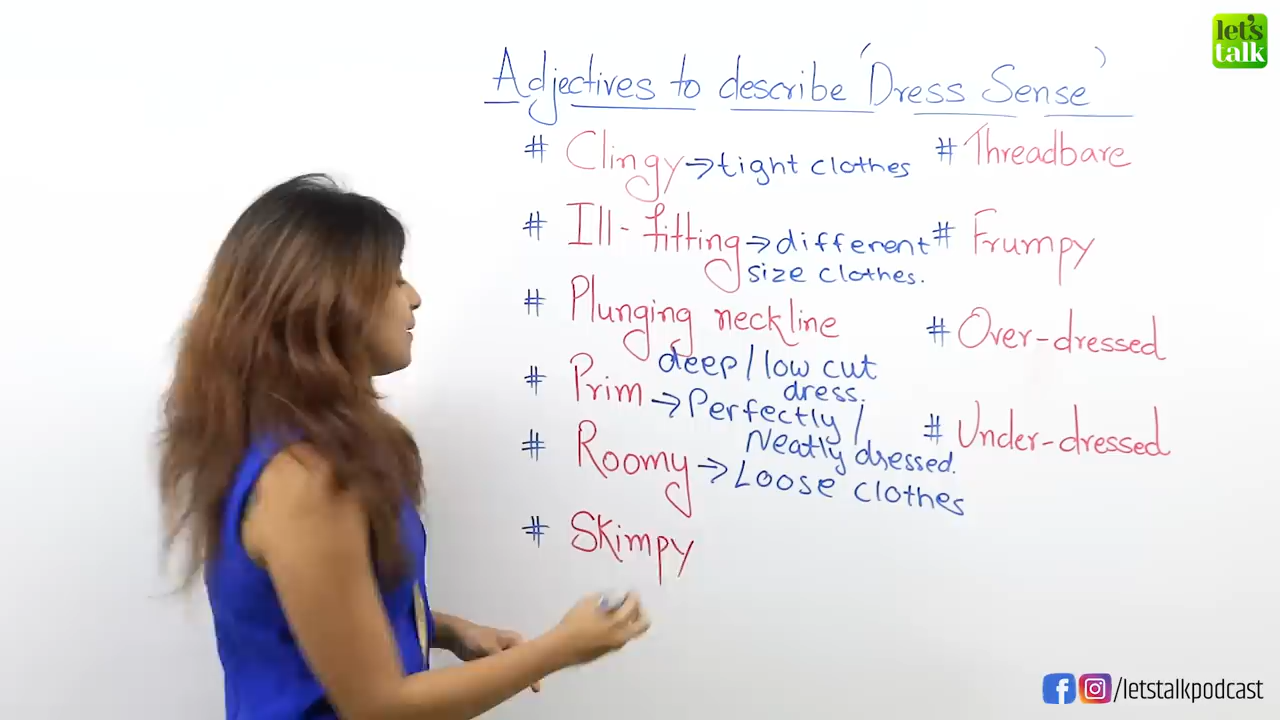 let's
talk
Adjectives to describe 'Dress Sense'
# Clingy → tight clothes
# Ill-fitting → different
size clothes.
# Plunging neckline
deep/low cut
dress.
# Prim → Perfectly/
Neatly dressed.
# Roomy → Loose clothes
# Skimpy
# Threadbare
# Frumpy
# Over-dressed
# Under-dressed
/letstalkpodcast